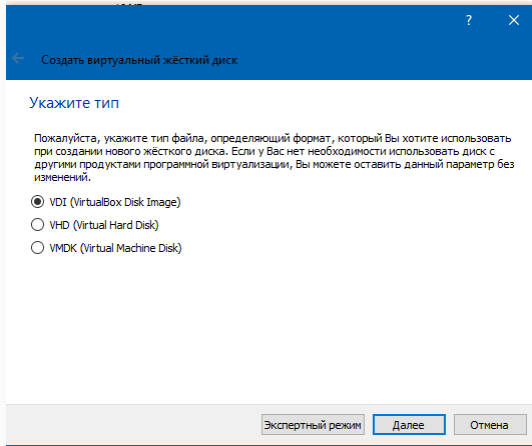 ?
Создать виртуальный жёсткий диск
Укажите тип
Пожалуйста, укажите тип файла, определяющий формат, который Вы хотите использовать
при создании нового жёсткого диска. Если у Вас нет необходимости использовать диск с
другими продуктами программной виртуализации, Вы можете оставить данный параметр без
изменений.
VDI (VirtualBox Disk Image)
VHD (Virtual Hard Disk)
VMDK (Virtual Machine Disk)
Экспертный режим Далее Отмена